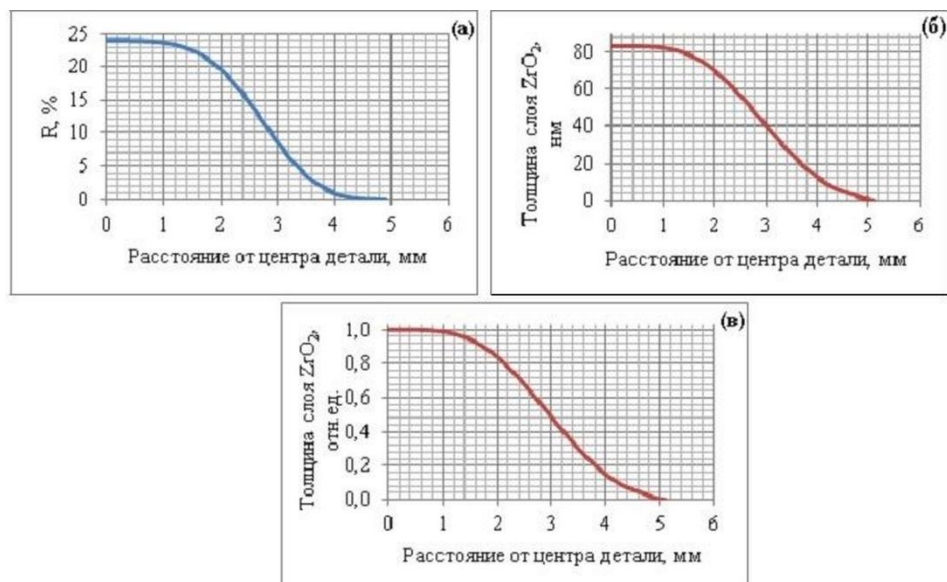 (а)
R, %
25
20
15
10
5
0
0 1 2 3 4 5 6
Расстояние от центра детали, мм
(б)
Толщина слоя ZrO2,
нм
80
60
40
20
0
0 1 2 3 4 5 6
Расстояние от центра детали, мм
(в)
Толщина слоя ZrO2,
отн.ед.
1,0
0,8
0,6
0,4
0,2
0,0
0 1 2 3 4 5 6
Расстояние от центра детали, мм